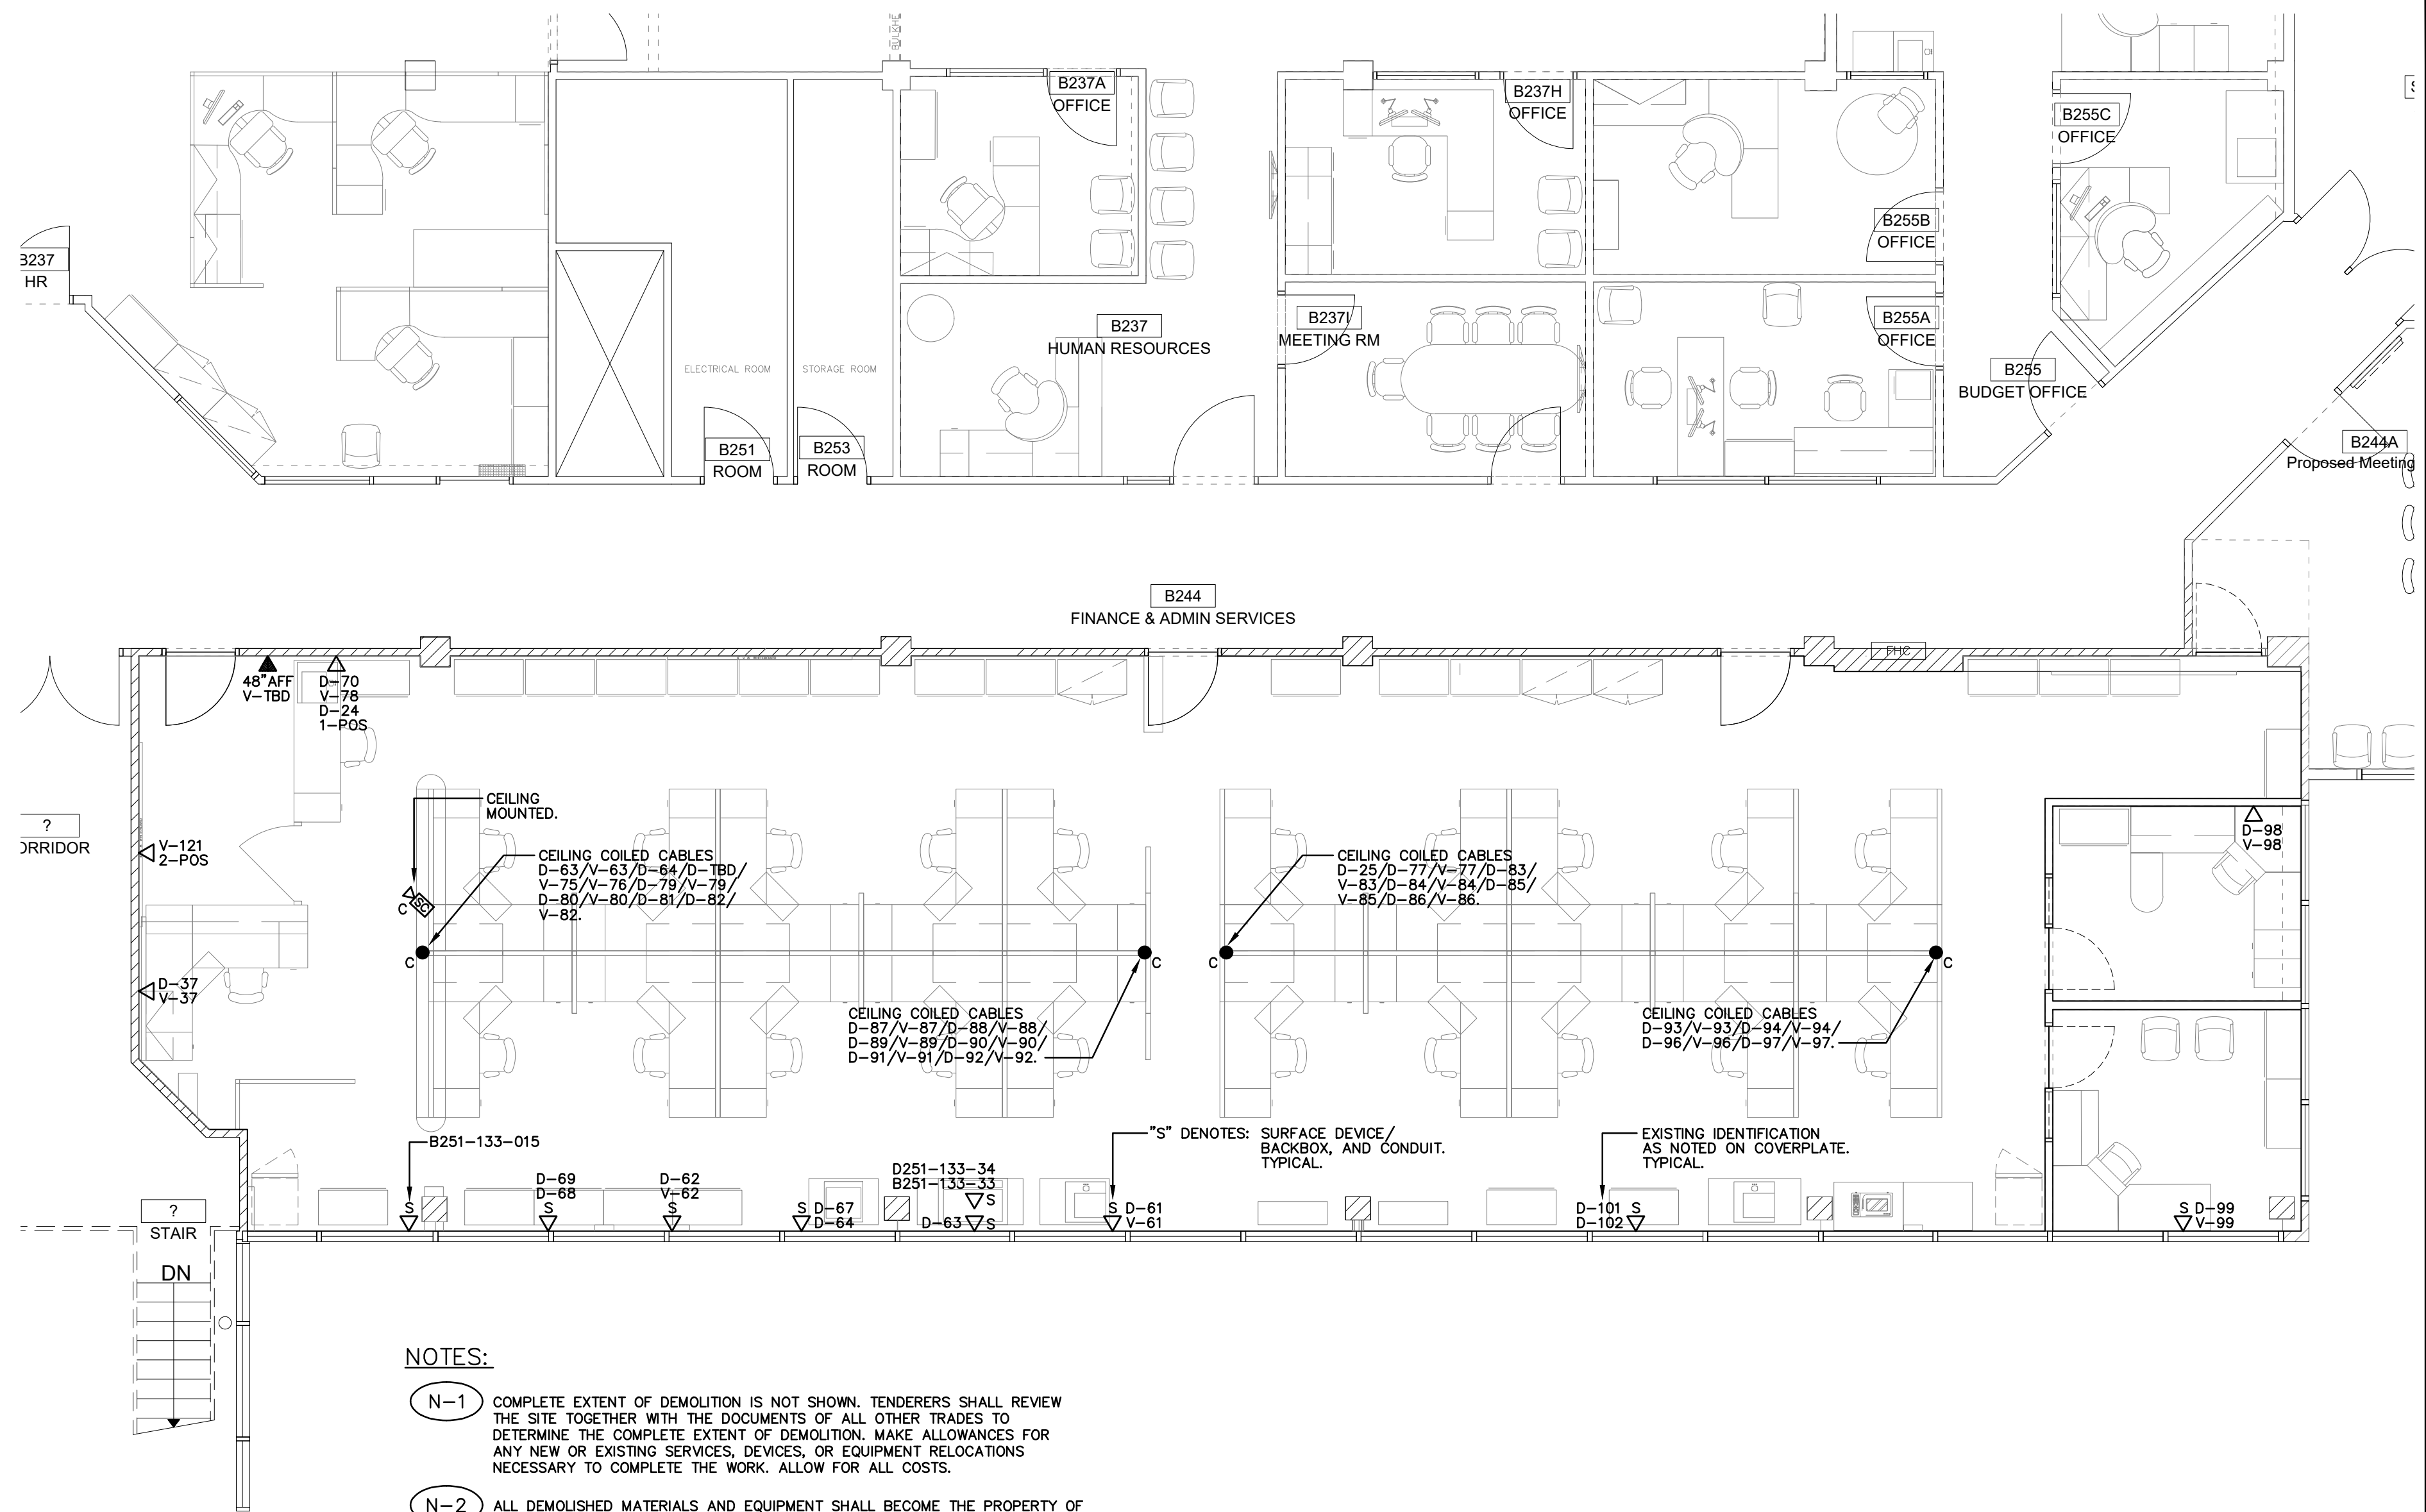 B237A
OFFICE
B237H
OFFICE
B255C
OFFICE
B255B
OFFICE
B237
HR
B237
HUMAN RESOURCES
B237I
MEETING RM
B255A
OFFICE
ELECTRICAL ROOM
STORAGE ROOM
B255
BUDGET OFFICE
B251
ROOM
B253
ROOM
B244A
Proposed Meeting
B244
FINANCE & ADMIN SERVICES
FHC
48"AFF
V-TBD
D-70
V-78
D-24
1-POS
CEILING
MOUNTED.
?
ORRIDOR
V-121
2-POS
CEILING COILED CABLES
D-63/V-63/D-64/D-TBD/
V-75/V-76/D-79/V-79/
D-80/V-80/D-81/D-82/
V-82.
CEILING COILED CABLES
D-25/D-77/V-77/D-83/
V-83/D-84/V-84/D-85/
V-85/D-86/V-86.
D-98
V-98
C
SC
C
C
C
C
D-37
V-37
CEILING COILED CABLES
D-87/V-87/D-88/V-88/
D-89/V-89/D-90/V-90/
D-91/V-91/D-92/V-92.
CEILING COILED CABLES
D-93/V-93/D-94/V-94/
D-96/V-96/D-97/V-97.
B251-133-015
"S" DENOTES: SURFACE DEVICE/
BACKBOX, AND CONDUIT.
TYPICAL.
EXISTING IDENTIFICATION
AS NOTED ON COVERPLATE.
TYPICAL.
S
D-69
D-68
S
D-62
V-62
S
S D-67
D-64
D251-133-34
B251-133-33
S
D-63 S
S D-61
V-61
D-101 S
D-102
S D-99
V-99
?
STAIR
DN
NOTES:
N-1
COMPLETE EXTENT OF DEMOLITION IS NOT SHOWN. TENDERERS SHALL REVIEW
THE SITE TOGETHER WITH THE DOCUMENTS OF ALL OTHER TRADES TO
DETERMINE THE COMPLETE EXTENT OF DEMOLITION. MAKE ALLOWANCES FOR
ANY NEW OR EXISTING SERVICES, DEVICES, OR EQUIPMENT RELOCATIONS
NECESSARY TO COMPLETE THE WORK. ALLOW FOR ALL COSTS.
N-2
ALL DEMOLISHED MATERIALS AND EQUIPMENT SHALL BECOME THE PROPERTY OF